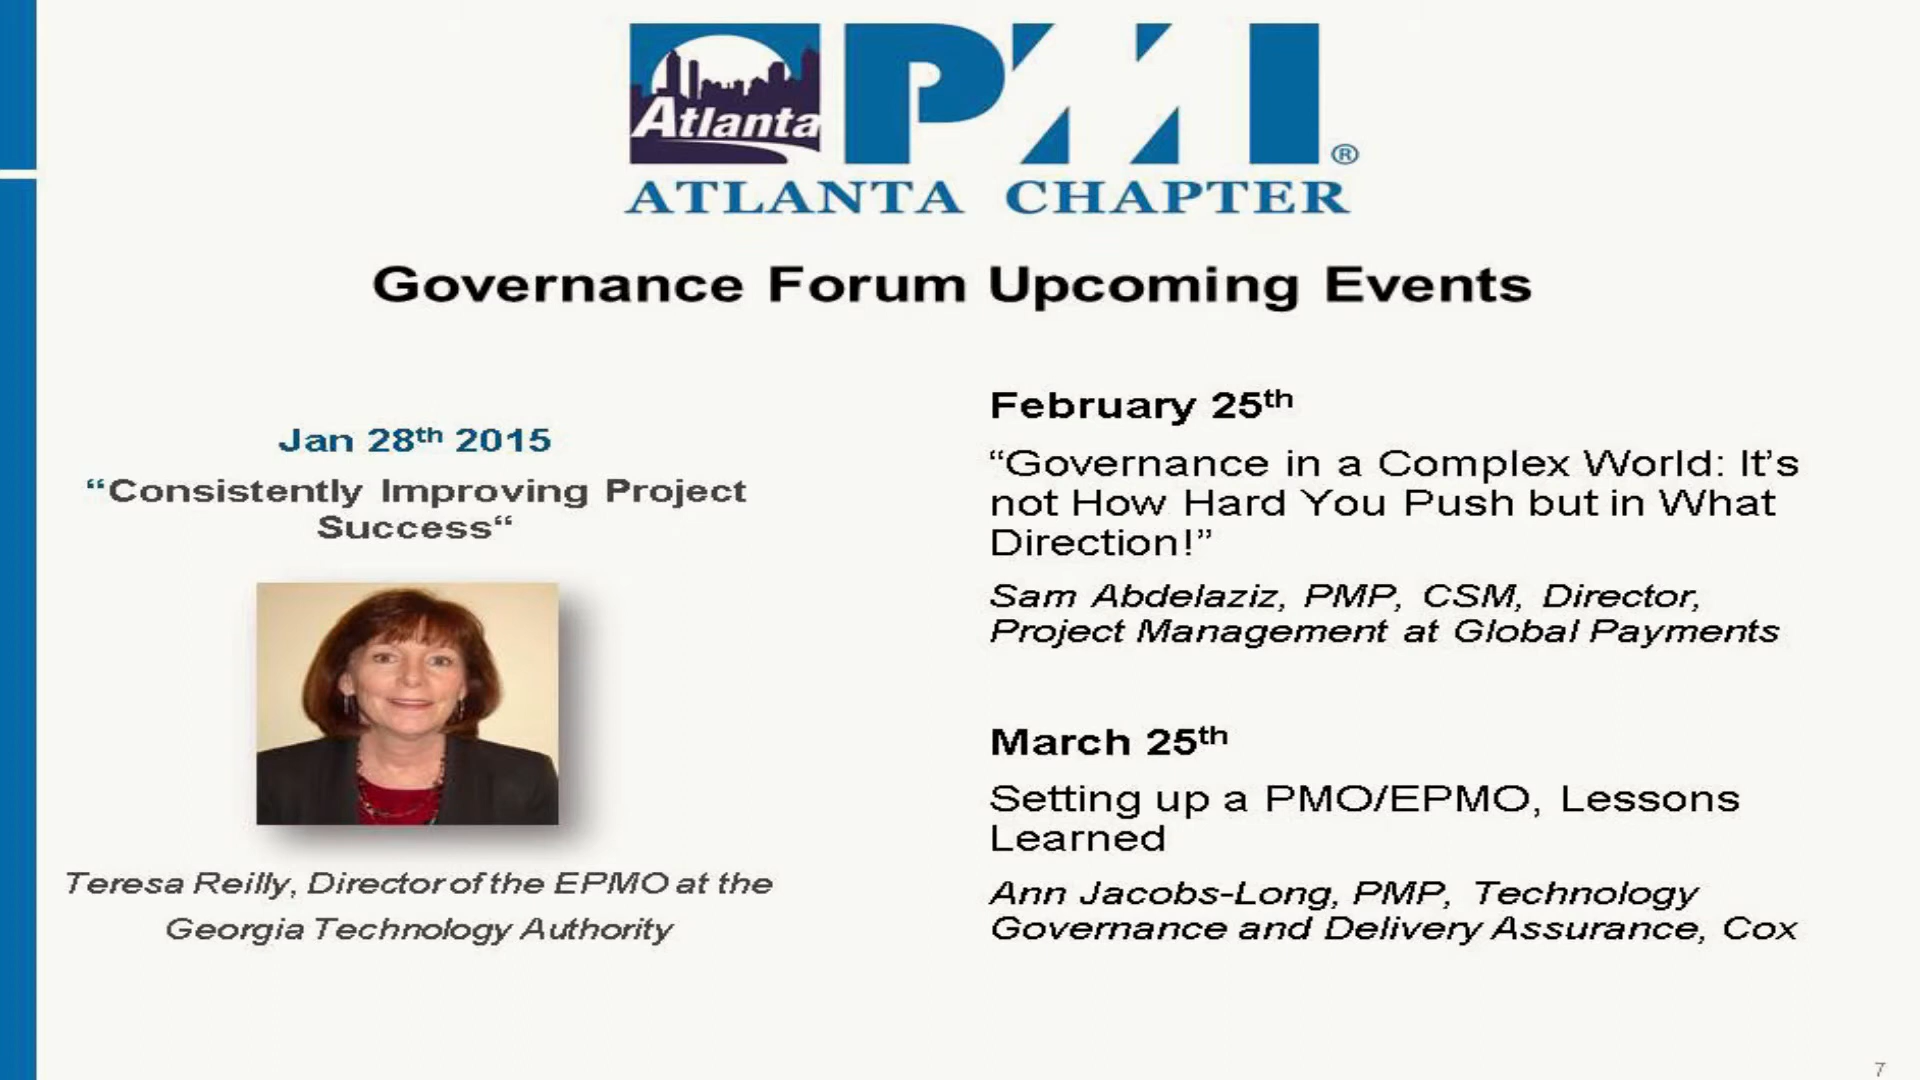 Atlanta PMI ®
ATLANTA CHAPTER
Governance Forum Upcoming Events
Jan 28th 2015
“Consistently Improving Project
Success“
Teresa Reilly, Director of the EPMO at the
Georgia Technology Authority
February 25th
“Governance in a Complex World: It’s
not How Hard You Push but in What
Direction!”
Sam Abdelaziz, PMP, CSM, Director,
Project Management at Global Payments
March 25th
Setting up a PMO/EPMO, Lessons
Learned
Ann Jacobs-Long, PMP, Technology
Governance and Delivery Assurance, Cox
7